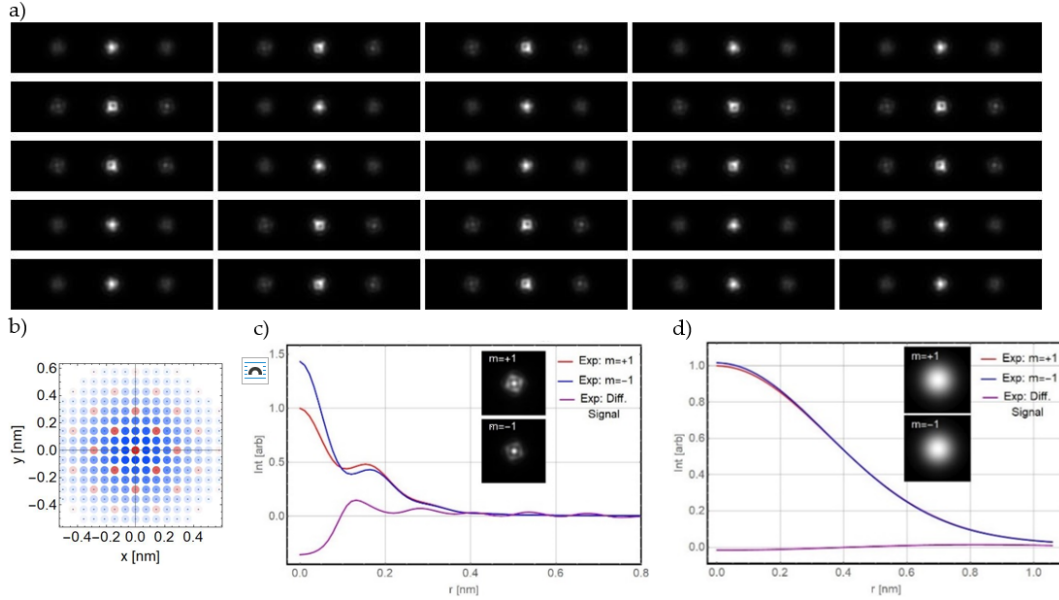 a)
b)
0.6
0.4
0.2
0.0
−0.2
−0.4
y [nm]
−0.4 −0.2 0.0 0.2 0.4
x [nm]
c)
1.5
1.0
0.5
0.0
Int [arb]
0.0 0.2 0.4 0.6 0.8
r [nm]
m=+1
m=−1
Exp: m=+1
Exp: m=−1
Exp: Diff.
Signal
d)
1.0
0.8
0.6
0.4
0.2
0.0
Int [arb]
0.0 0.2 0.4 0.6 0.8 1.0
r [nm]
m=+1
m=−1
Exp: m=+1
Exp: m=−1
Exp: Diff.
Signal